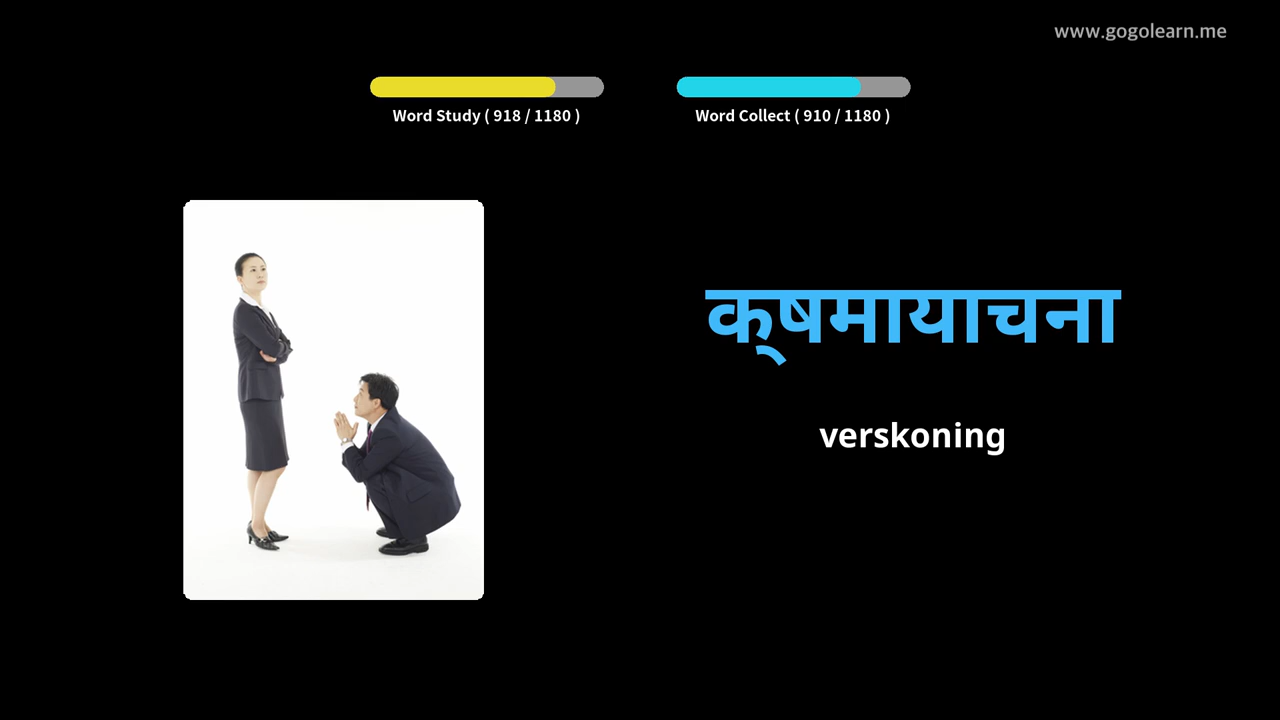 www.gogolearn.me
Word Study ( 918 / 1180 )
Word Collect ( 910 / 1180 )
क्षमायाचना
verskoning